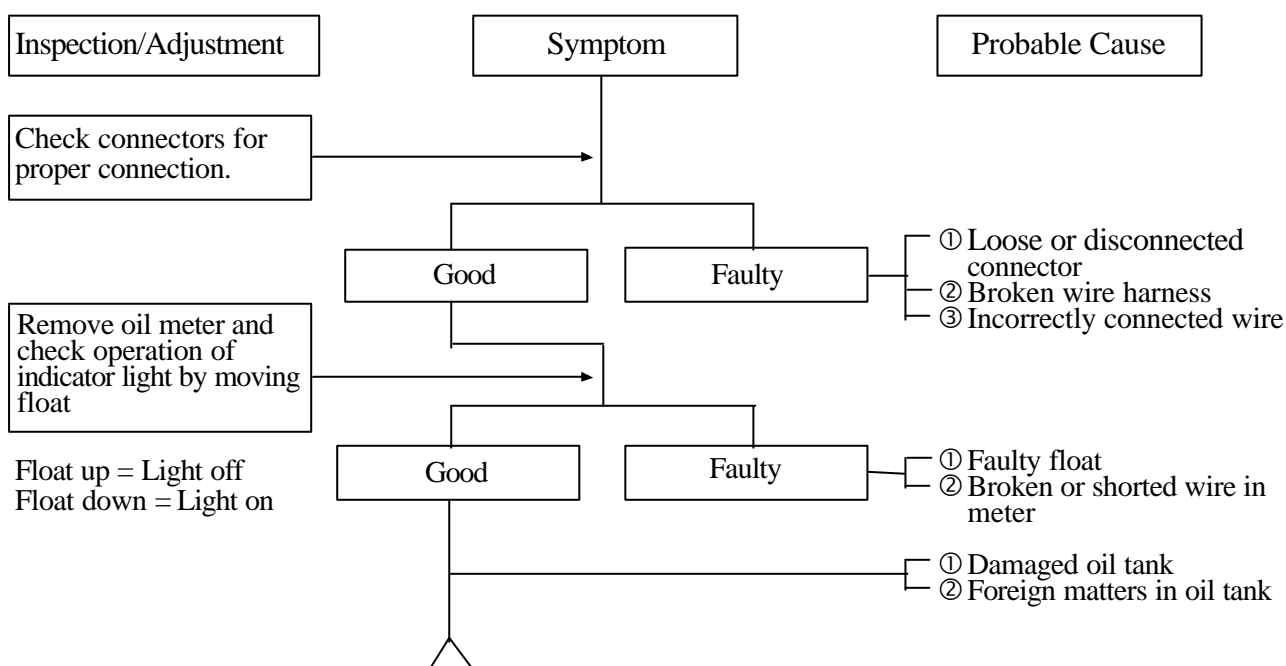 Inspection/Adjustment
Symptom
Probable Cause
Check connectors for
proper connection.
Good
Faulty
① Loose or disconnected
connector
② Broken wire harness
③ Incorrectly connected wire
Remove oil meter and
check operation of
indicator light by moving
float
Float up = Light off
Float down = Light on
Good
Faulty
① Faulty float
② Broken or shorted wire in
meter
① Damaged oil tank
② Foreign matters in oil tank